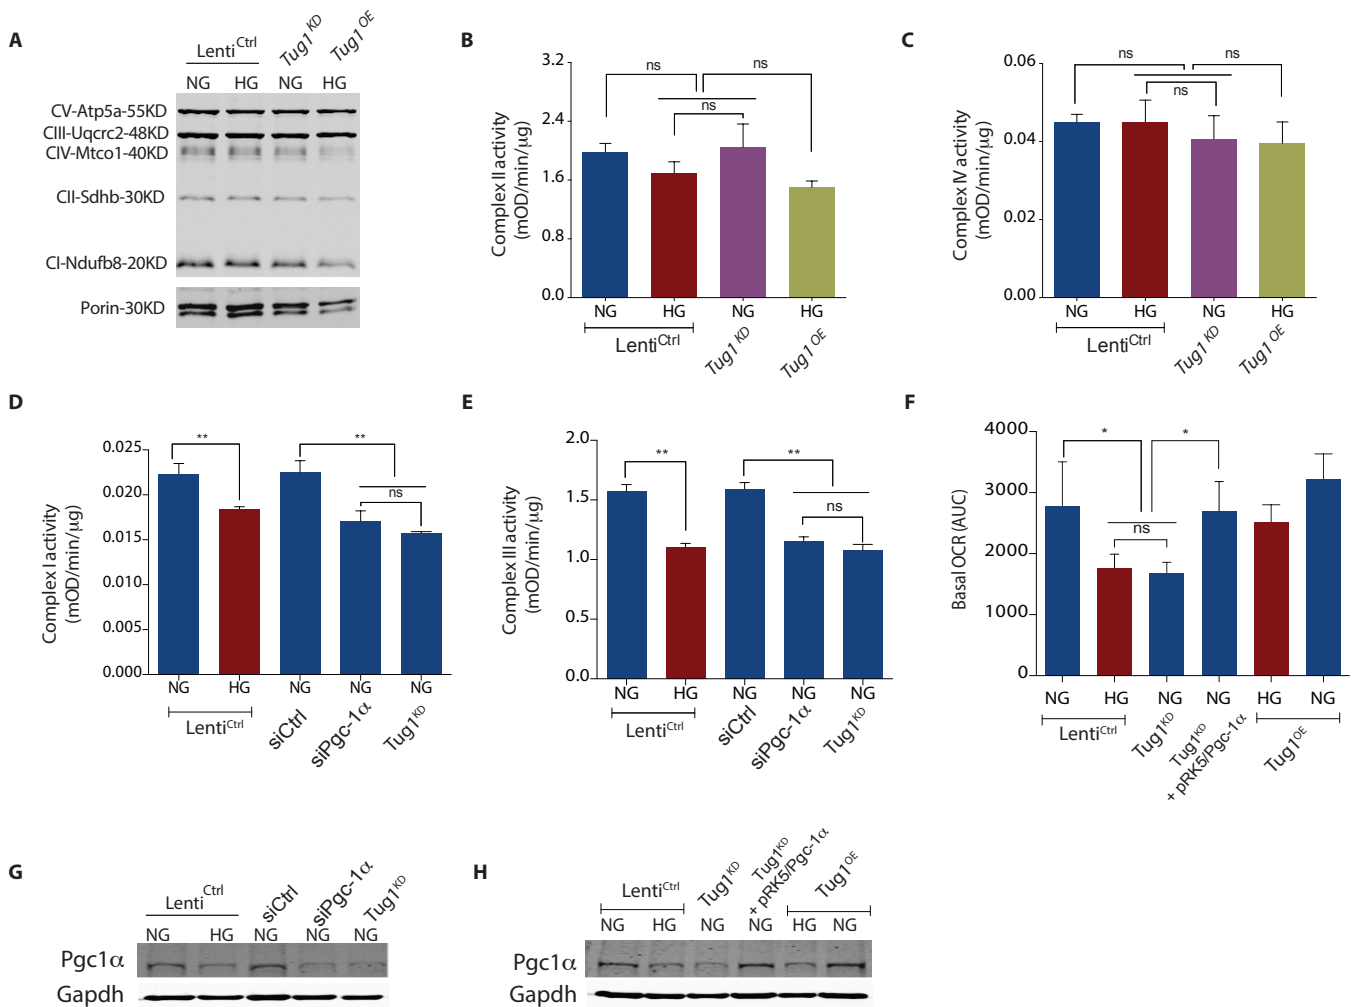 A
Lenti^Ctrl
Tug1^KD
Tug1^OE
NG HG NG HG
CV-Atp5a-55KD
CIII-Uqcrc2-48KD
CIV-Mtco1-40KD
CII-Sdhb-30KD
CI-Ndufb8-20KD
Porin-30KD
B
Complex II activity
(mOD/min/µg)
3.2
2.4
1.6
0.8
0.0
ns
ns
ns
NG HG NG HG
Lenti^Ctrl
Tug1^KD
Tug1^OE
C
Complex IV activity
(mOD/min/µg)
0.06
0.04
0.02
0.00
ns
ns
ns
NG HG NG HG
Lenti^Ctrl
Tug1^KD
Tug1^OE
D
Complex I activity
(mOD/min/µg)
0.025
0.020
0.015
0.010
0.005
0.000
**
**
ns
NG HG NG NG NG
Lenti^Ctrl
siCtrl
siPgc-1α
Tug1^KD
E
Complex III activity
(mOD/min/µg)
2.0
1.5
1.0
0.5
0.0
**
**
ns
NG HG NG NG NG
Lenti^Ctrl
siCtrl
siPgc-1α
Tug1^KD
F
Basal OCR (AUC)
4000
3000
2000
1000
0
*
*
ns
NG HG NG NG HG NG
Lenti^Ctrl
Tug1^KD
Tug1^KD
+ pRK5/Pgc-1α
Tug1^OE
G
Lenti^Ctrl
siCtrl
siPgc-1α
Tug1^KD
NG HG NG NG NG
Pgc1α
Gapdh
H
Lenti^Ctrl
Tug1^KD
Tug1^KD
+ pRK5/Pgc-1α
Tug1^OE
NG HG NG NG HG NG
Pgc1α
Gapdh